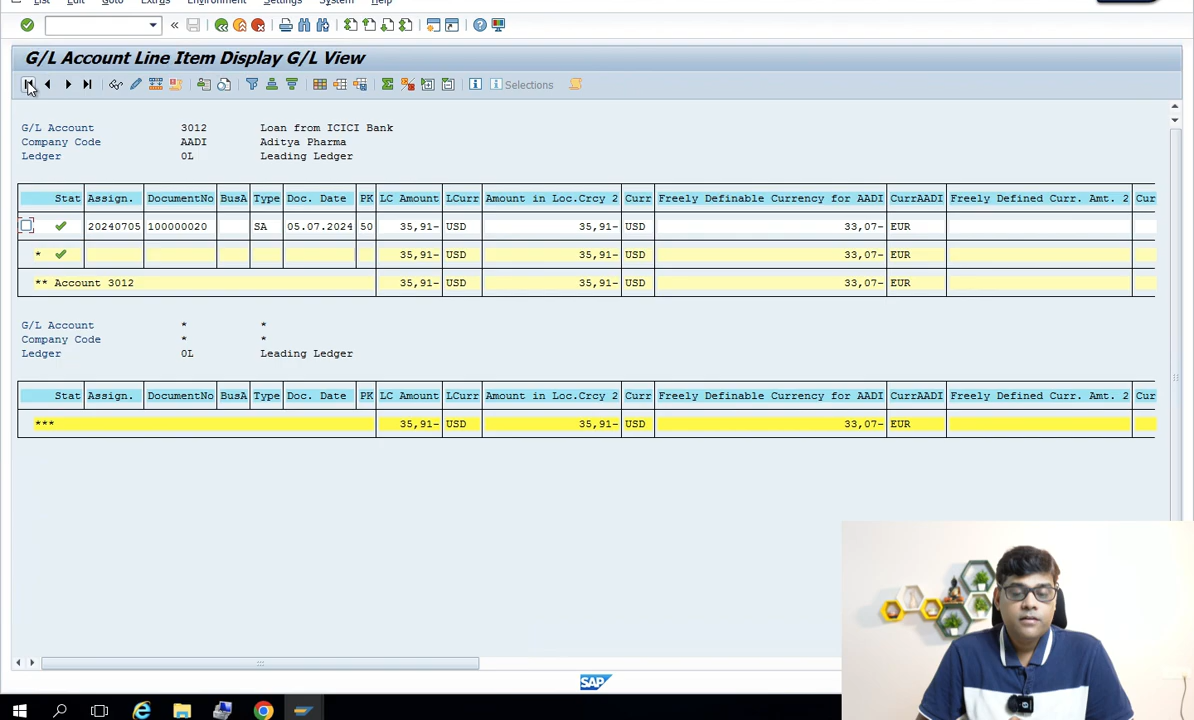 List Edit Goto Extras Environment Settings System Help
G/L Account Line Item Display G/L View
Selections
G/L Account 3012 Loan from ICICI Bank
Company Code AADI Aditya Pharma
Ledger 0L Leading Ledger
Stat Assign. DocumentNo BusA Type Doc. Date PK LC Amount LCurr Amount in Loc.Crcy 2 Curr Freely Definable Currency for AADI CurrAADI Freely Defined Curr. Amt. 2 Cur
20240705 100000020 SA 05.07.2024 50 35,91- USD 35,91- USD 33,07- EUR
* 35,91- USD 35,91- USD 33,07- EUR
** Account 3012 35,91- USD 35,91- USD 33,07- EUR
G/L Account * *
Company Code * *
Ledger 0L Leading Ledger
Stat Assign. DocumentNo BusA Type Doc. Date PK LC Amount LCurr Amount in Loc.Crcy 2 Curr Freely Definable Currency for AADI CurrAADI Freely Defined Curr. Amt. 2 Cur
*** 35,91- USD 35,91- USD 33,07- EUR
SAP